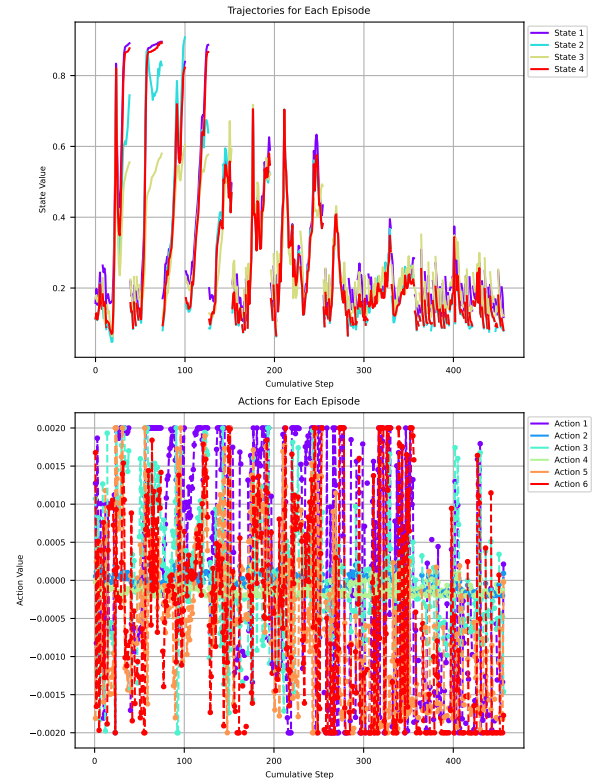 Trajectories for Each Episode
State Value
0.8
0.6
0.4
0.2
0
100
200
300
400
Cumulative Step
State 1
State 2
State 3
State 4
Actions for Each Episode
Action Value
0.0020
0.0015
0.0010
0.0005
0.0000
−0.0005
−0.0010
−0.0015
−0.0020
0
100
200
300
400
Cumulative Step
Action 1
Action 2
Action 3
Action 4
Action 5
Action 6